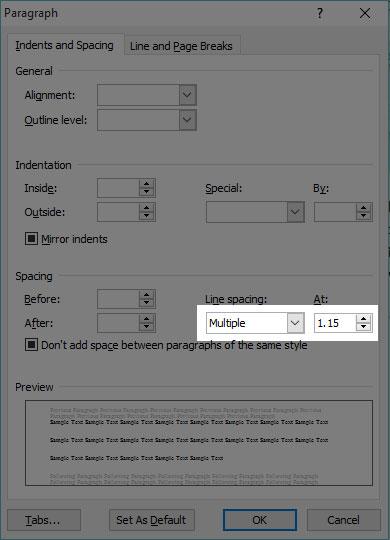 Paragraph ? ×
Indents and Spacing Line and Page Breaks
General
Alignment:
Outline level:
Indentation
Inside: Special: By:
Outside:
Mirror indents
Spacing
Before: Line spacing: At:
After: Multiple 1.15
Don't add space between paragraphs of the same style
Preview
Previous Paragraph Previous Paragraph Previous Paragraph Previous Paragraph Previous Paragraph Previous
Paragraph Previous Paragraph Previous Paragraph Previous Paragraph
Sample Text Sample Text Sample Text Sample Text Sample Text Sample Text Sample Text Sample Text
Sample Text Sample Text Sample Text Sample Text Sample Text Sample Text Sample Text Sample Text
Sample Text Sample Text Sample Text Sample Text Sample Text
Following Paragraph Following Paragraph Following Paragraph Following Paragraph Following Paragraph
Following Paragraph Following Paragraph Following Paragraph Following Paragraph Following Paragraph
Tabs... Set As Default OK Cancel